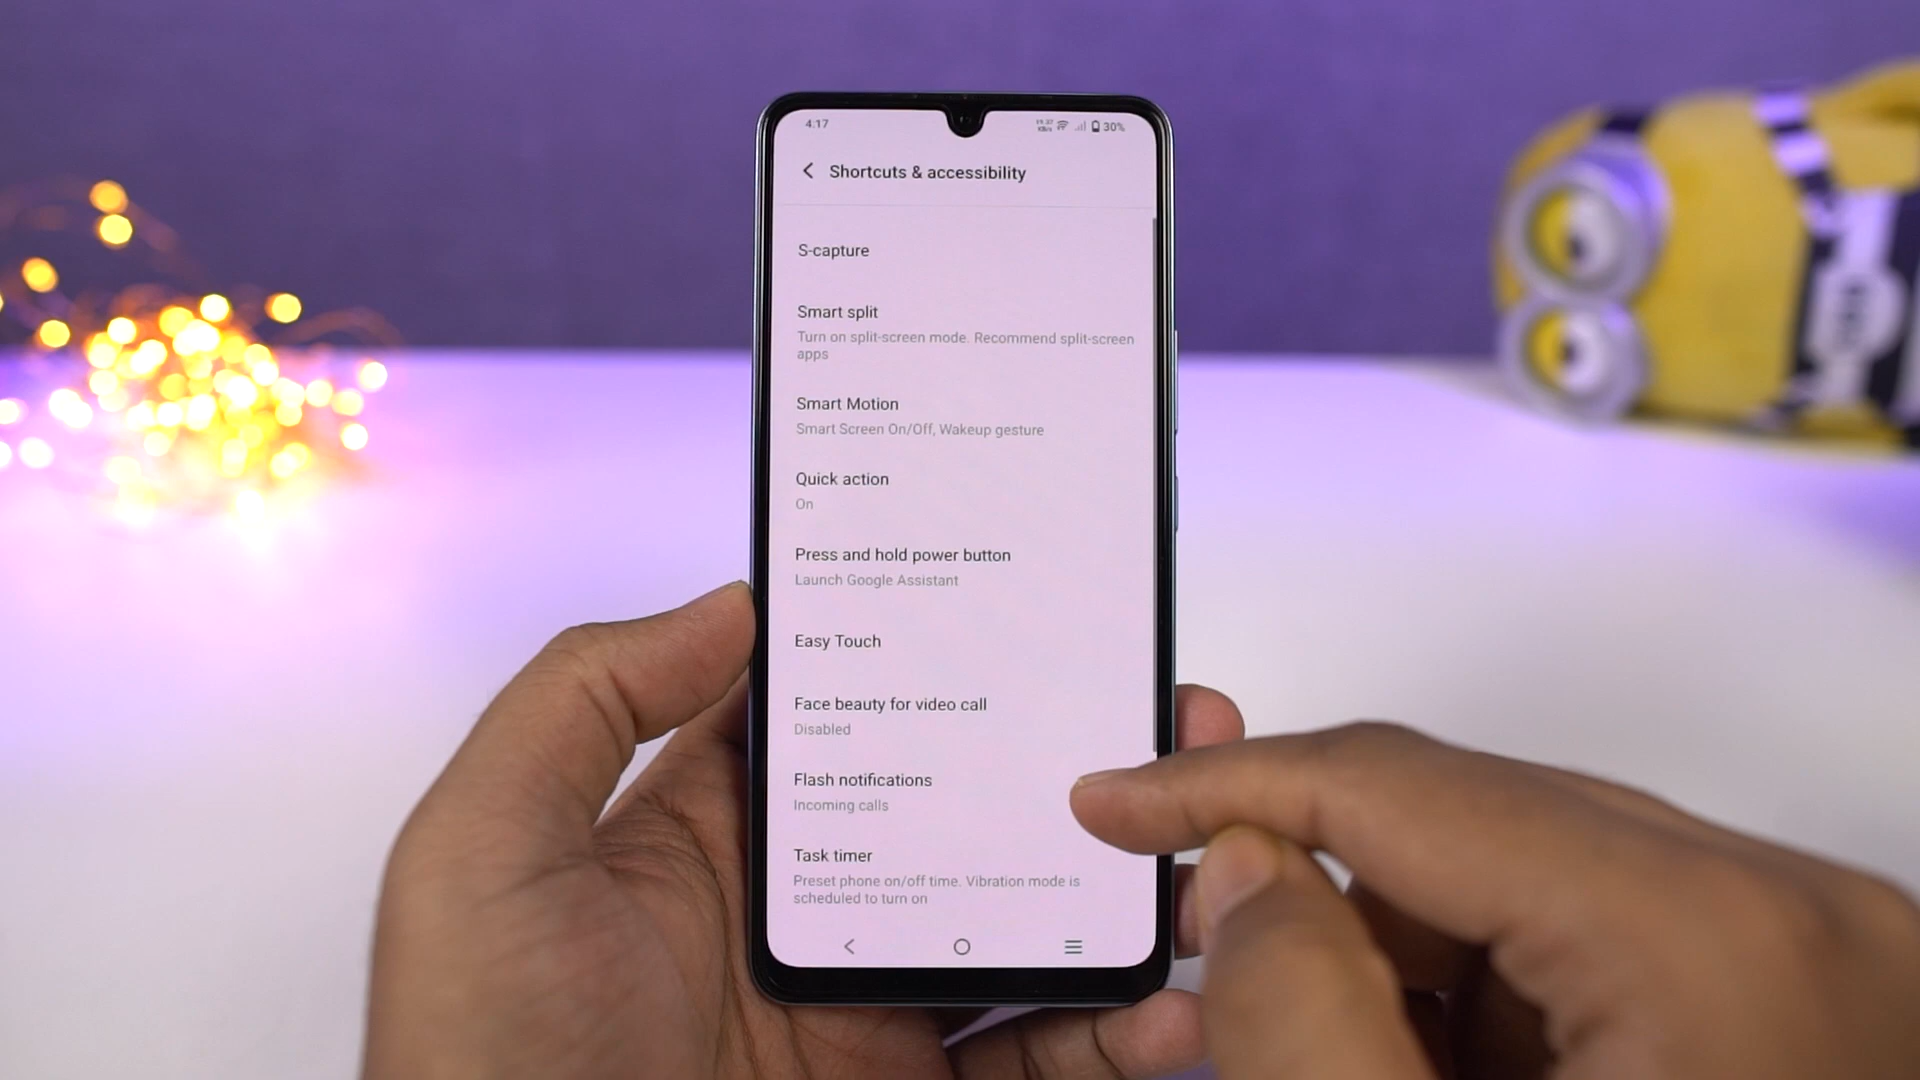 4:17
30%
Shortcuts & accessibility
S-capture
Smart split
Turn on split-screen mode. Recommend split-screen
apps
Smart Motion
Smart Screen On/Off, Wakeup gesture
Quick action
On
Press and hold power button
Launch Google Assistant
Easy Touch
Face beauty for video call
Disabled
Flash notifications
Incoming calls
Task timer
Preset phone on/off time. Vibration mode is
scheduled to turn on